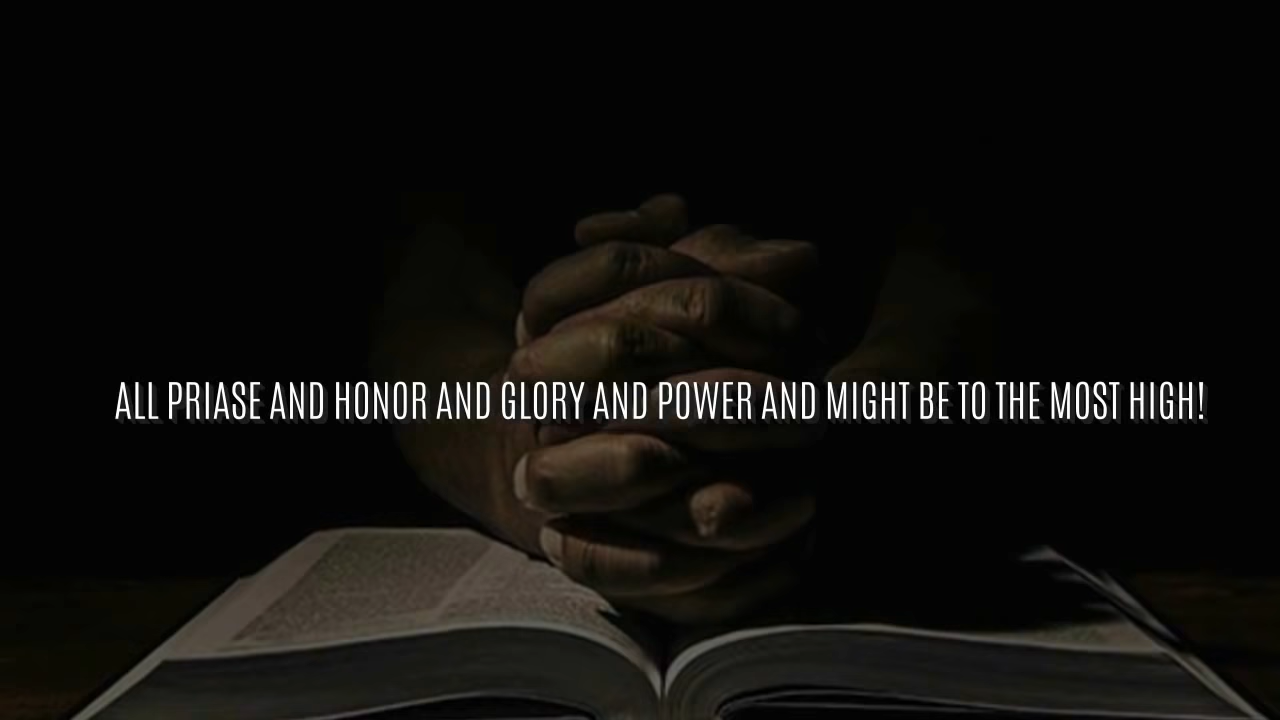 ALL PRIASE AND HONOR AND GLORY AND POWER AND MIGHT BE TO THE MOST HIGH!